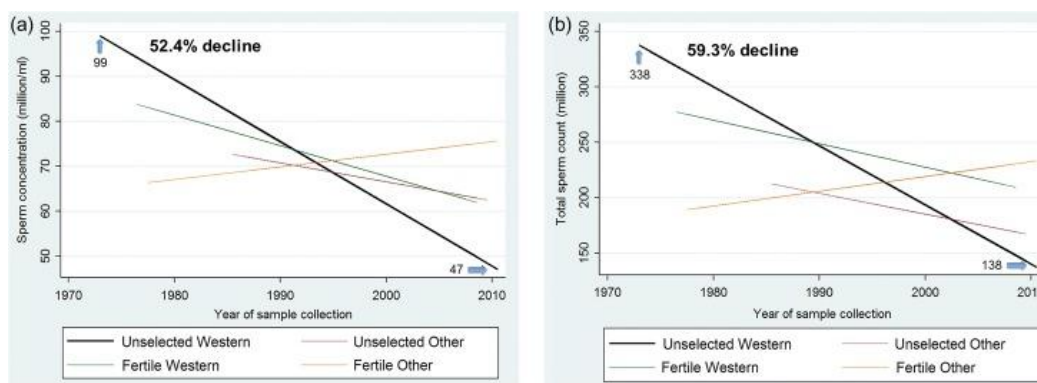 (a)
52.4% decline
Sperm concentration (million/ml)
100
90
80
70
60
50
99
47
1970
1980
1990
2000
2010
Year of sample collection
Unselected Western
Unselected Other
Fertile Western
Fertile Other
(b)
59.3% decline
Total sperm count (million)
350
300
250
200
150
338
138
1970
1980
1990
2000
201
Year of sample collection
Unselected Western
Unselected Other
Fertile Western
Fertile Other